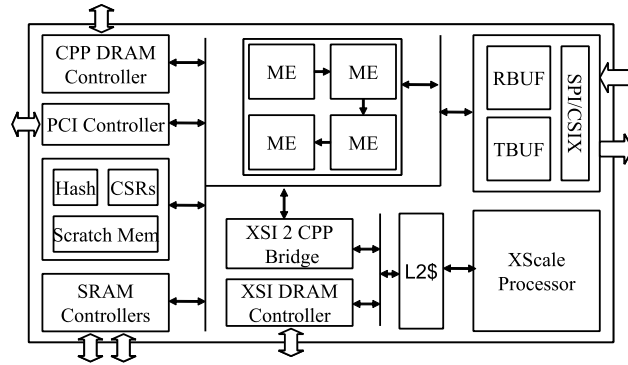 CPP DRAM
Controller
PCI Controller
Hash
CSRs
Scratch Mem
SRAM
Controllers
ME
ME
ME
ME
XSI 2 CPP
Bridge
XSI DRAM
Controller
L2$
RBUF
TBUF
SPI/CSIX
XScale
Processor